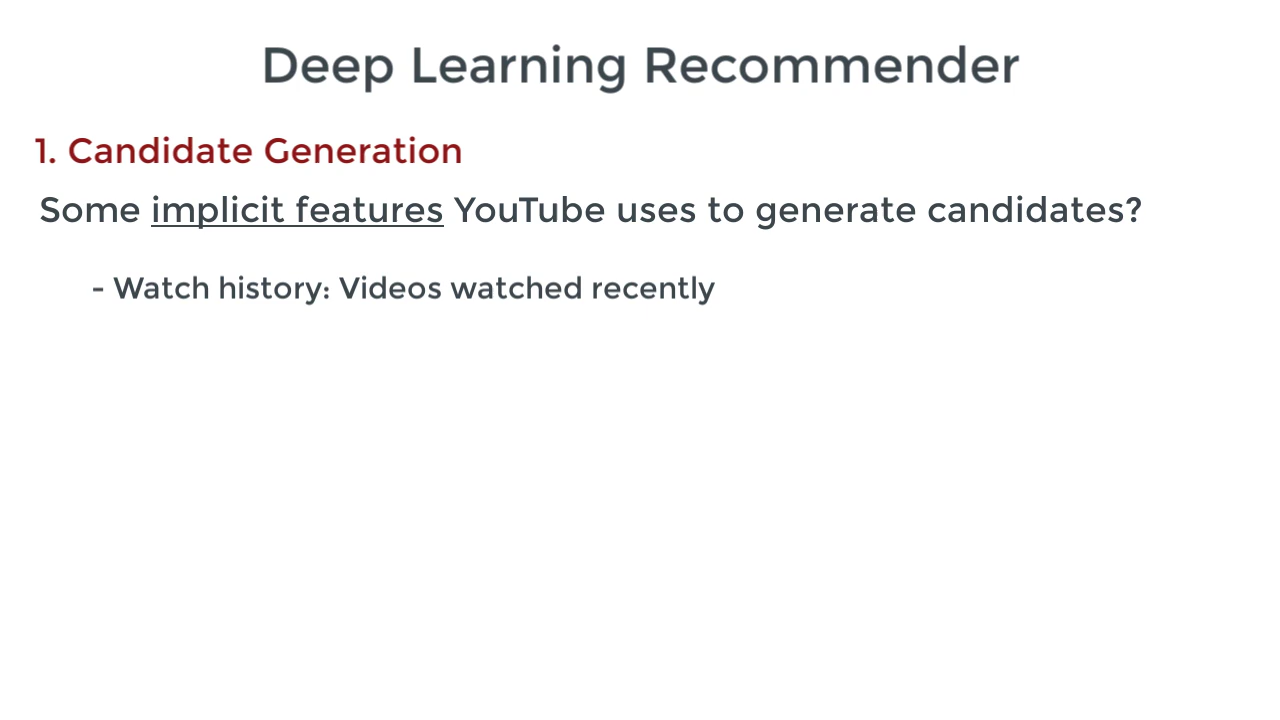 Deep Learning Recommender
1. Candidate Generation
Some implicit features YouTube uses to generate candidates?
- Watch history: Videos watched recently